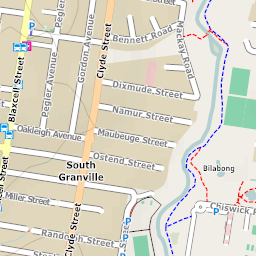 Bennett Road
Mackay Road
Pegler Avenue
Pegler
Gordon Avenue
Clyde Street
Blaxcell Street
Dixmude Street
Namur Street
Oakleigh Avenue
Maubeuge Street
Ostend Street
South
Granville
Bilabong
Miller Street
Clyde Street
Chiswick
Street
P
P
P
P